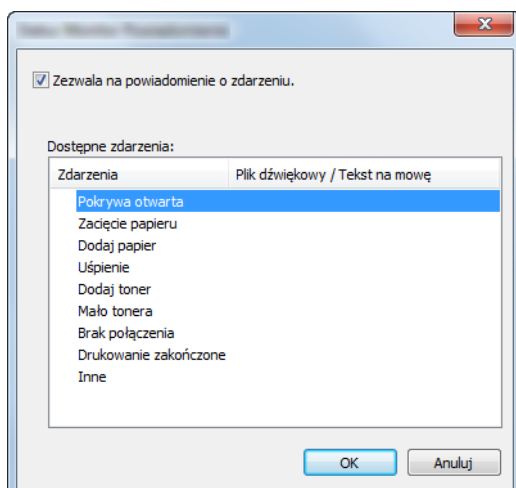 Zezwala na powiadomienie o zdarzeniu.
Dostępne zdarzenia:
Zdarzenia Plik dźwiękowy / Tekst na mowę
Pokrywa otwarta
Zacięcie papieru
Dodaj papier
Uśpienie
Dodaj toner
Mało tonera
Brak połączenia
Drukowanie zakończone
Inne
OK Anuluj